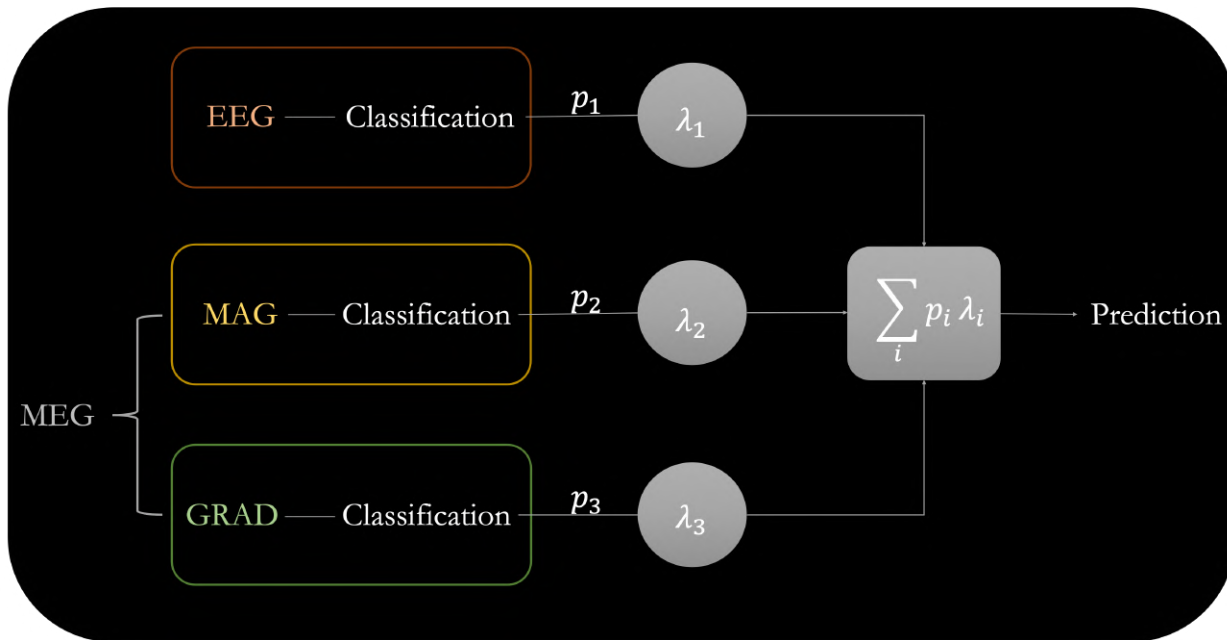 EEG Classification p₁ λ₁
MAG Classification p₂ λ₂ ∑ᵢ pᵢ λᵢ Prediction
MEG
GRAD Classification p₃ λ₃